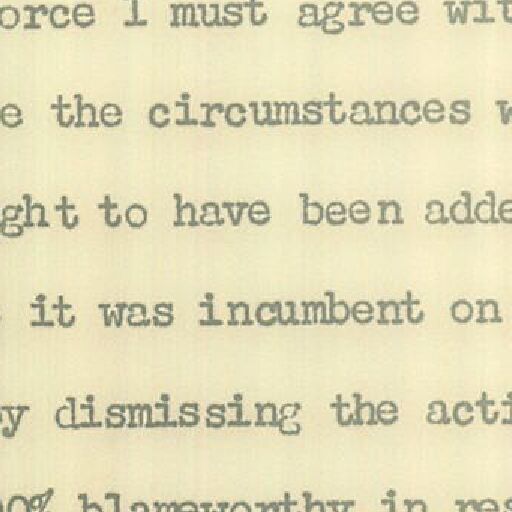 orce I must agree wit
e the circumstances w
ght to have been adde
it was incumbent on
y dismissing the acti
00% blameworthy in res